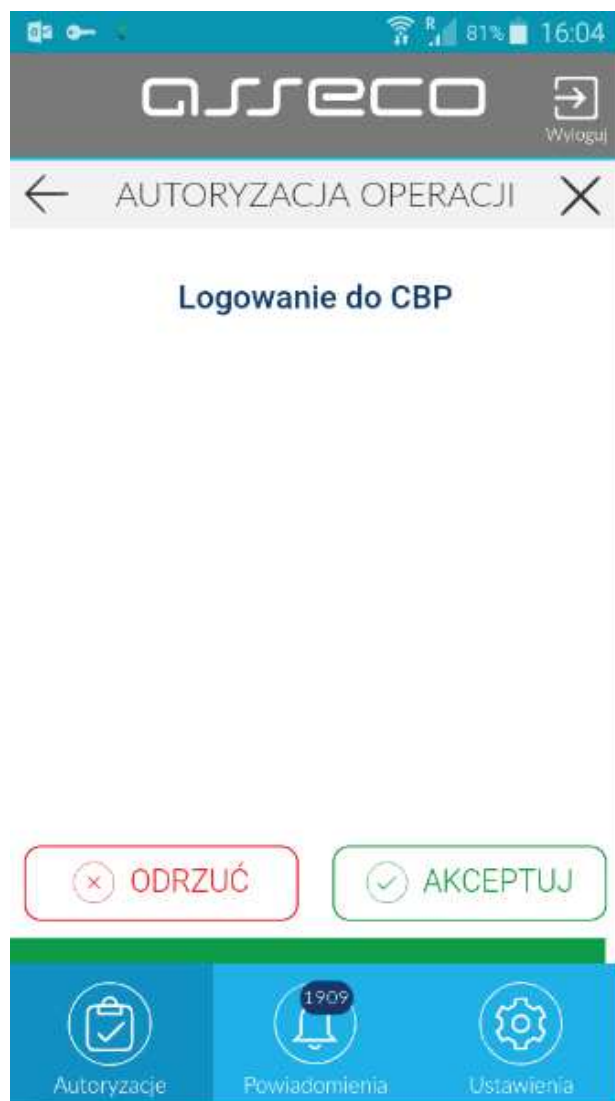 R 81% 16:04
asseco
Wyloguj
AUTORYZACJA OPERACJI
Logowanie do CBP
ODRZUĆ AKCEPTUJ
1909
Autoryzacje Powiadomienia Ustawienia